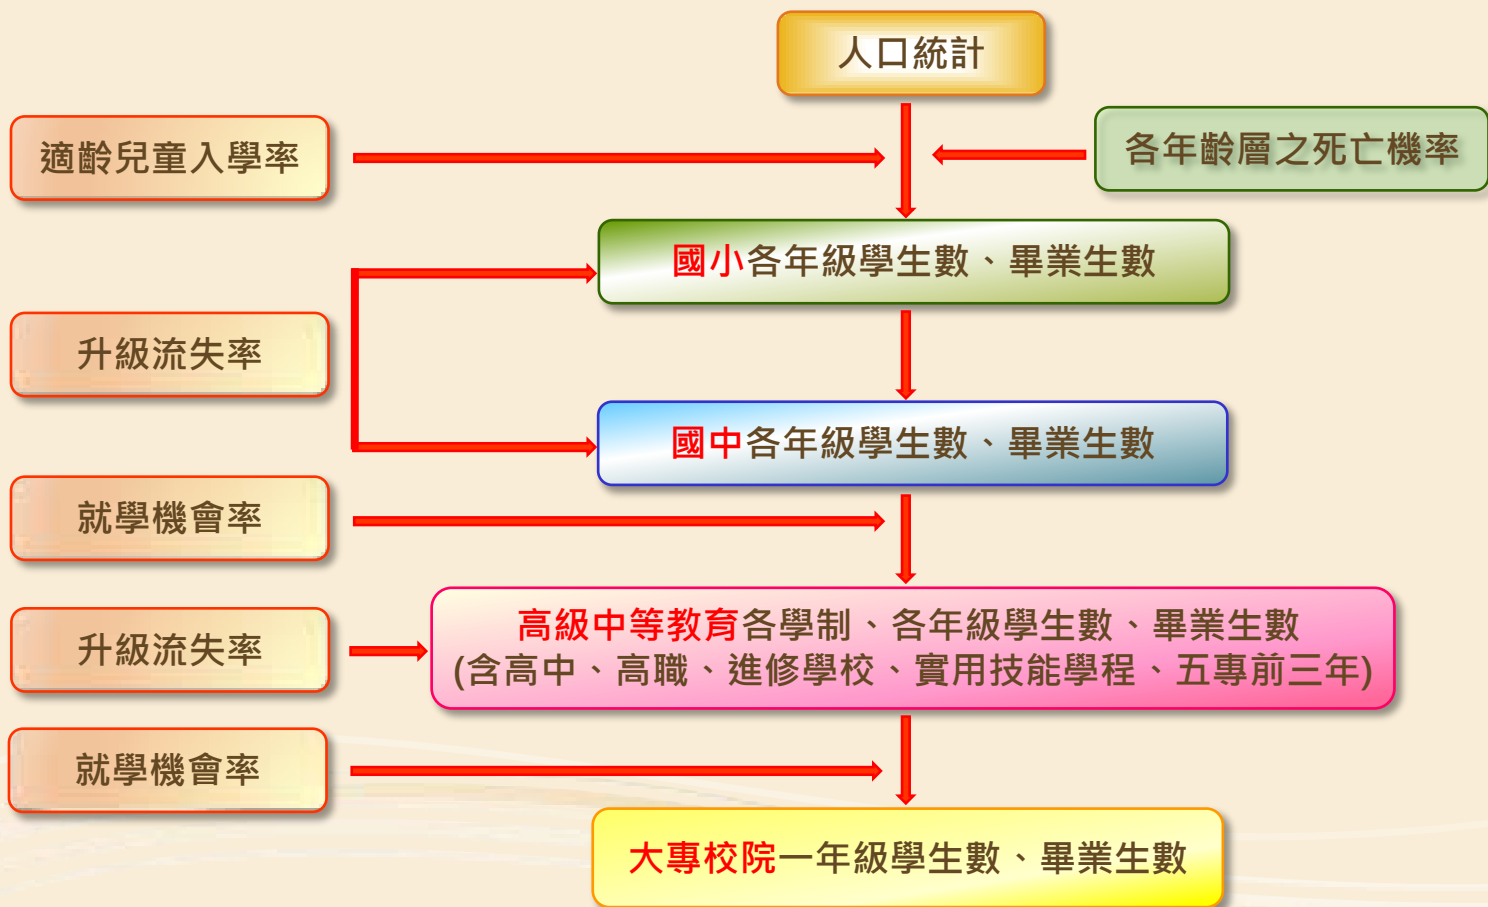 人口統計
適齡兒童入學率
各年齡層之死亡機率
國小各年級學生數、畢業生數
升級流失率
國中各年級學生數、畢業生數
就學機會率
高級中等教育各學制、各年級學生數、畢業生數
(含高中、高職、進修學校、實用技能學程、五專前三年)
升級流失率
就學機會率
大專校院一年級學生數、畢業生數